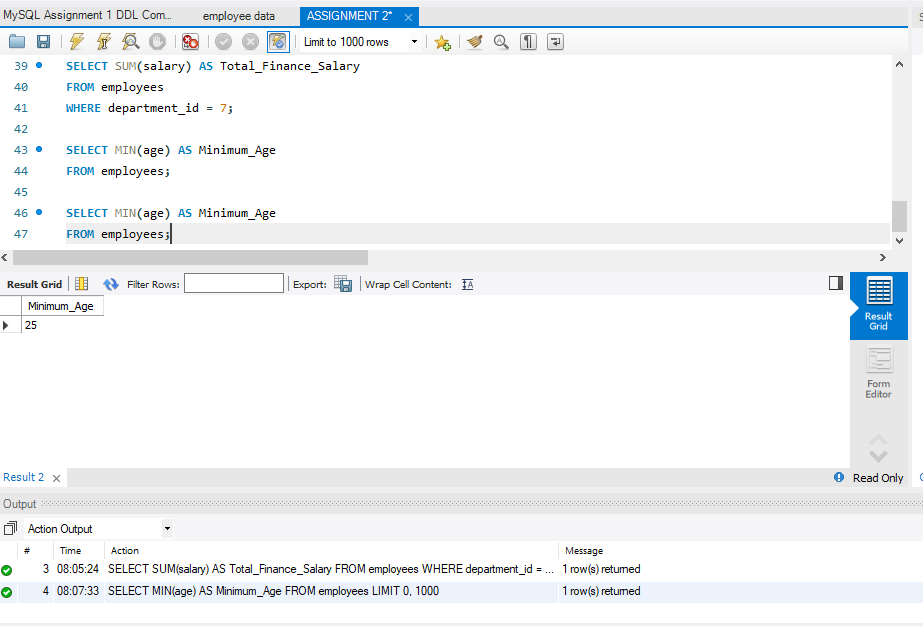 MySQL Assignment 1 DDL Com... employee data ASSIGNMENT 2* ×
Limit to 1000 rows
39 SELECT SUM(salary) AS Total_Finance_Salary
40 FROM employees
41 WHERE department_id = 7;
42
43 SELECT MIN(age) AS Minimum_Age
44 FROM employees;
45
46 SELECT MIN(age) AS Minimum_Age
47 FROM employees;
Result Grid Filter Rows: Export: Wrap Cell Content:
Minimum_Age
25
Result
Grid
Form
Editor
Result 2 × Read Only
Output
Action Output
# Time Action Message
3 08:05:24 SELECT SUM(salary) AS Total_Finance_Salary FROM employees WHERE department_id = ... 1 row(s) returned
4 08:07:33 SELECT MIN(age) AS Minimum_Age FROM employees LIMIT 0, 1000 1 row(s) returned